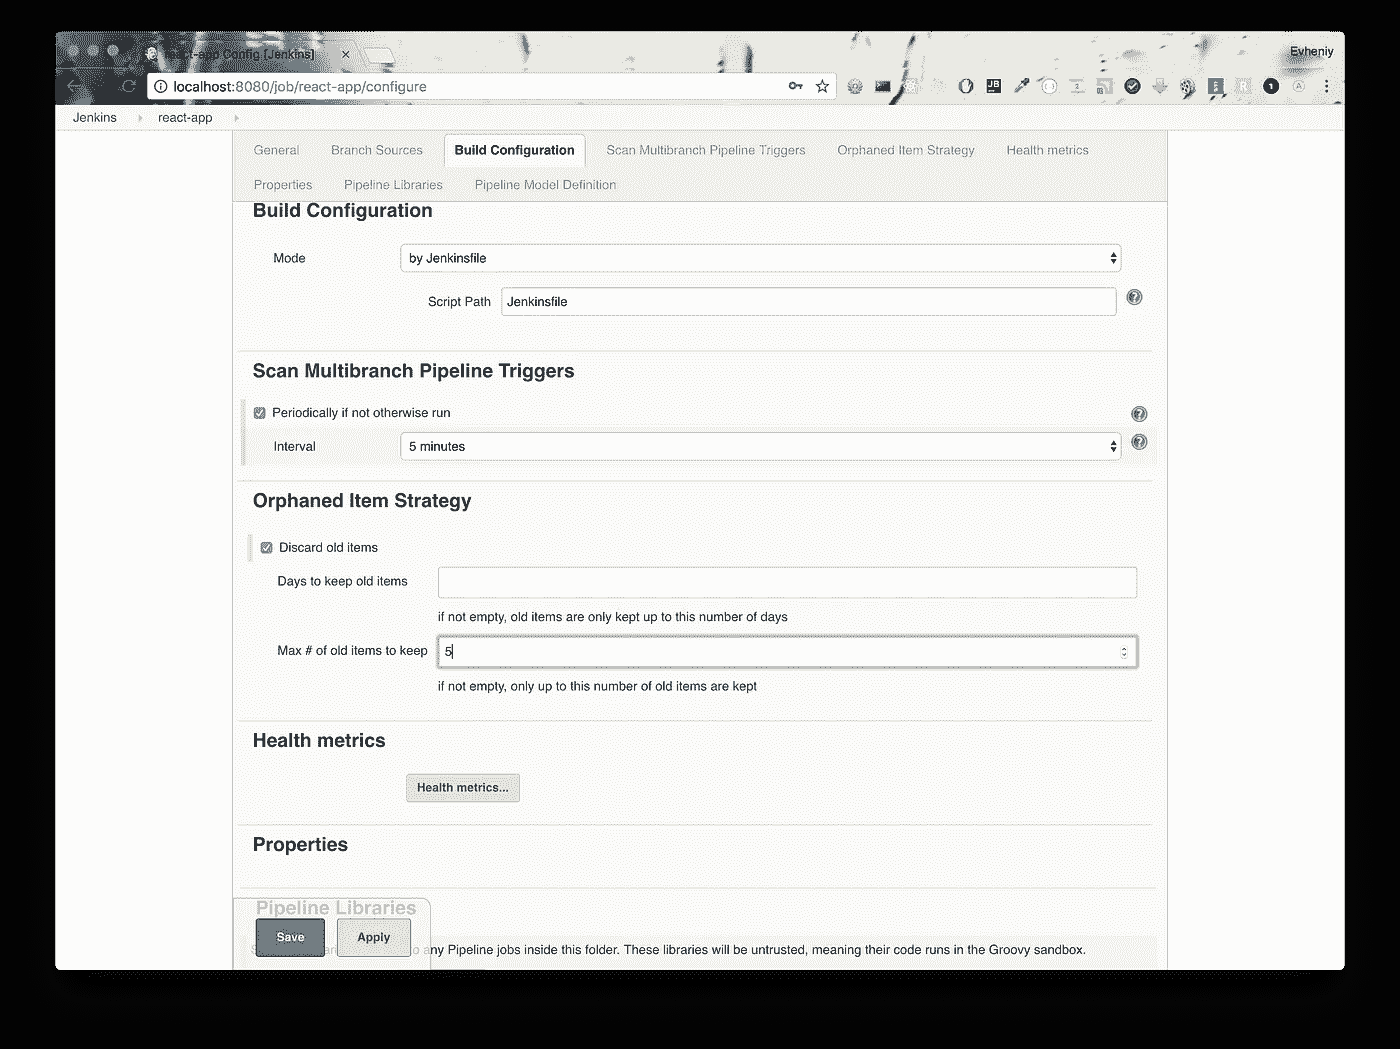 react-app Config [Jenkins]
Evheniy
localhost:8080/job/react-app/configure
Jenkins react-app
General Branch Sources Build Configuration Scan Multibranch Pipeline Triggers Orphaned Item Strategy Health metrics
Properties Pipeline Libraries Pipeline Model Definition
Build Configuration
Mode by Jenkinsfile
Script Path Jenkinsfile
Scan Multibranch Pipeline Triggers
Periodically if not otherwise run
Interval 5 minutes
Orphaned Item Strategy
Discard old items
Days to keep old items
if not empty, old items are only kept up to this number of days
Max # of old items to keep 5
if not empty, only up to this number of old items are kept
Health metrics
Health metrics...
Properties
Pipeline Libraries
Save Apply
any Pipeline jobs inside this folder. These libraries will be untrusted, meaning their code runs in the Groovy sandbox.